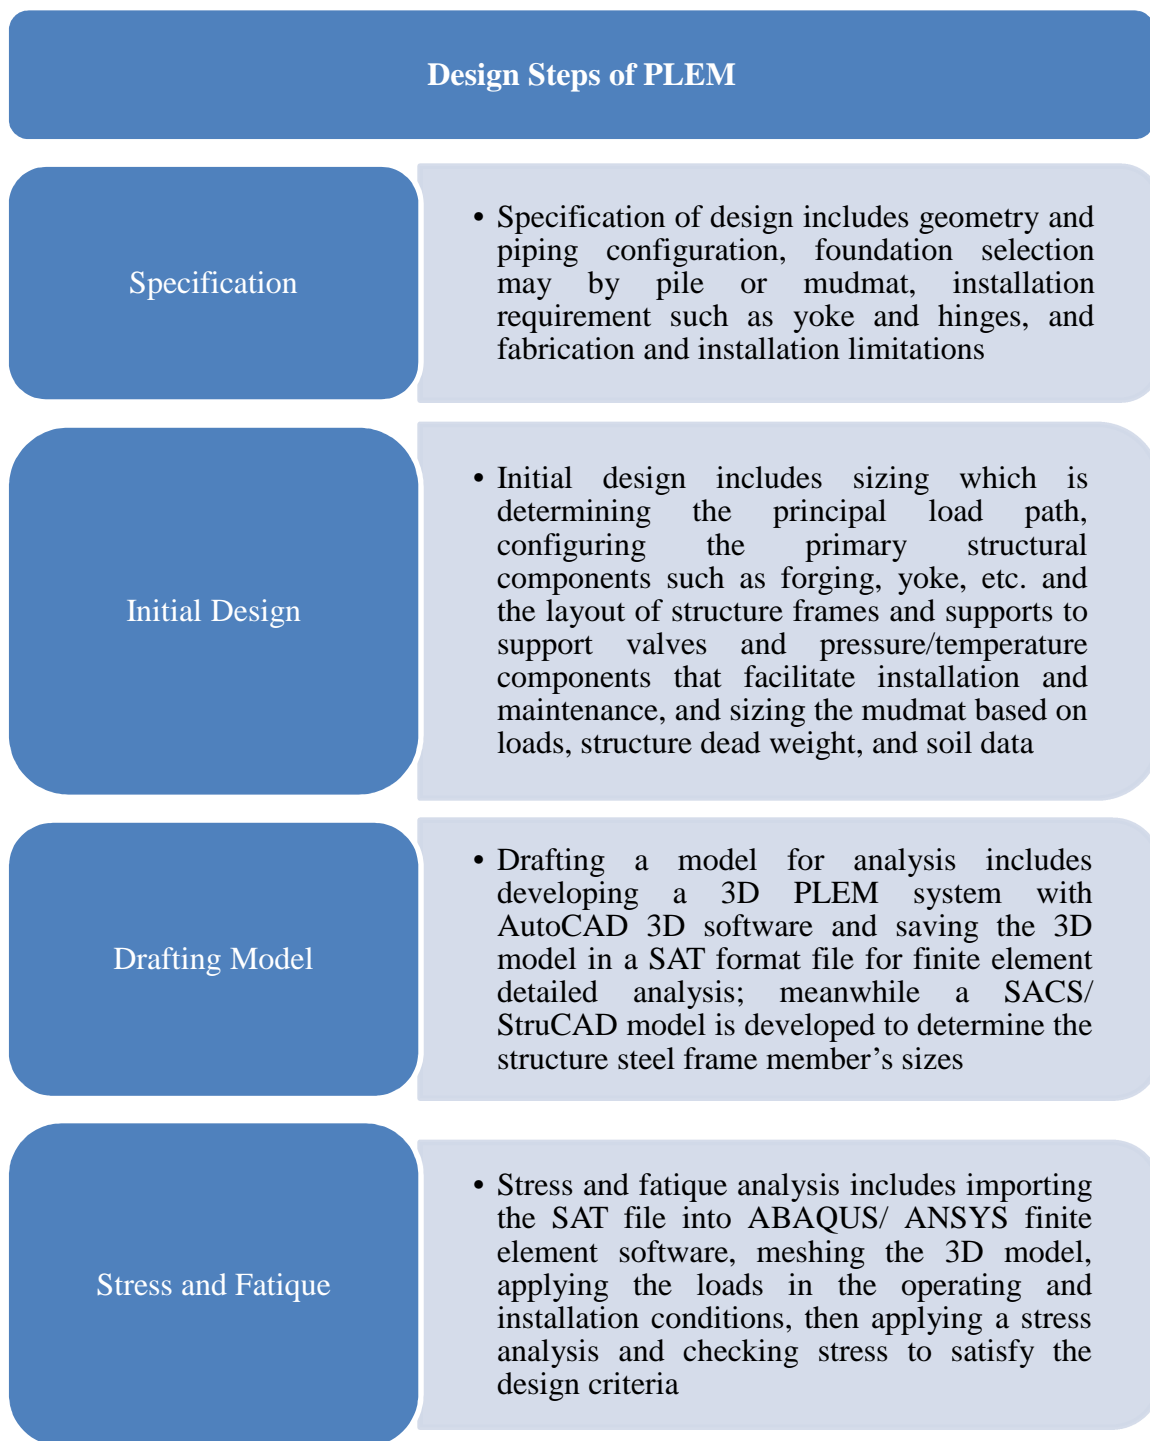 Design Steps of PLEM
Specification
• Specification of design includes geometry and
piping configuration, foundation selection
may by pile or mudmat, installation
requirement such as yoke and hinges, and
fabrication and installation limitations
Initial Design
• Initial design includes sizing which is
determining the principal load path,
configuring the primary structural
components such as forging, yoke, etc. and
the layout of structure frames and supports to
support valves and pressure/temperature
components that facilitate installation and
maintenance, and sizing the mudmat based on
loads, structure dead weight, and soil data
Drafting Model
• Drafting a model for analysis includes
developing a 3D PLEM system with
AutoCAD 3D software and saving the 3D
model in a SAT format file for finite element
detailed analysis; meanwhile a SACS/
StruCAD model is developed to determine the
structure steel frame member's sizes
Stress and Fatique
• Stress and fatique analysis includes importing
the SAT file into ABAQUS/ ANSYS finite
element software, meshing the 3D model,
applying the loads in the operating and
installation conditions, then applying a stress
analysis and checking stress to satisfy the
design criteria